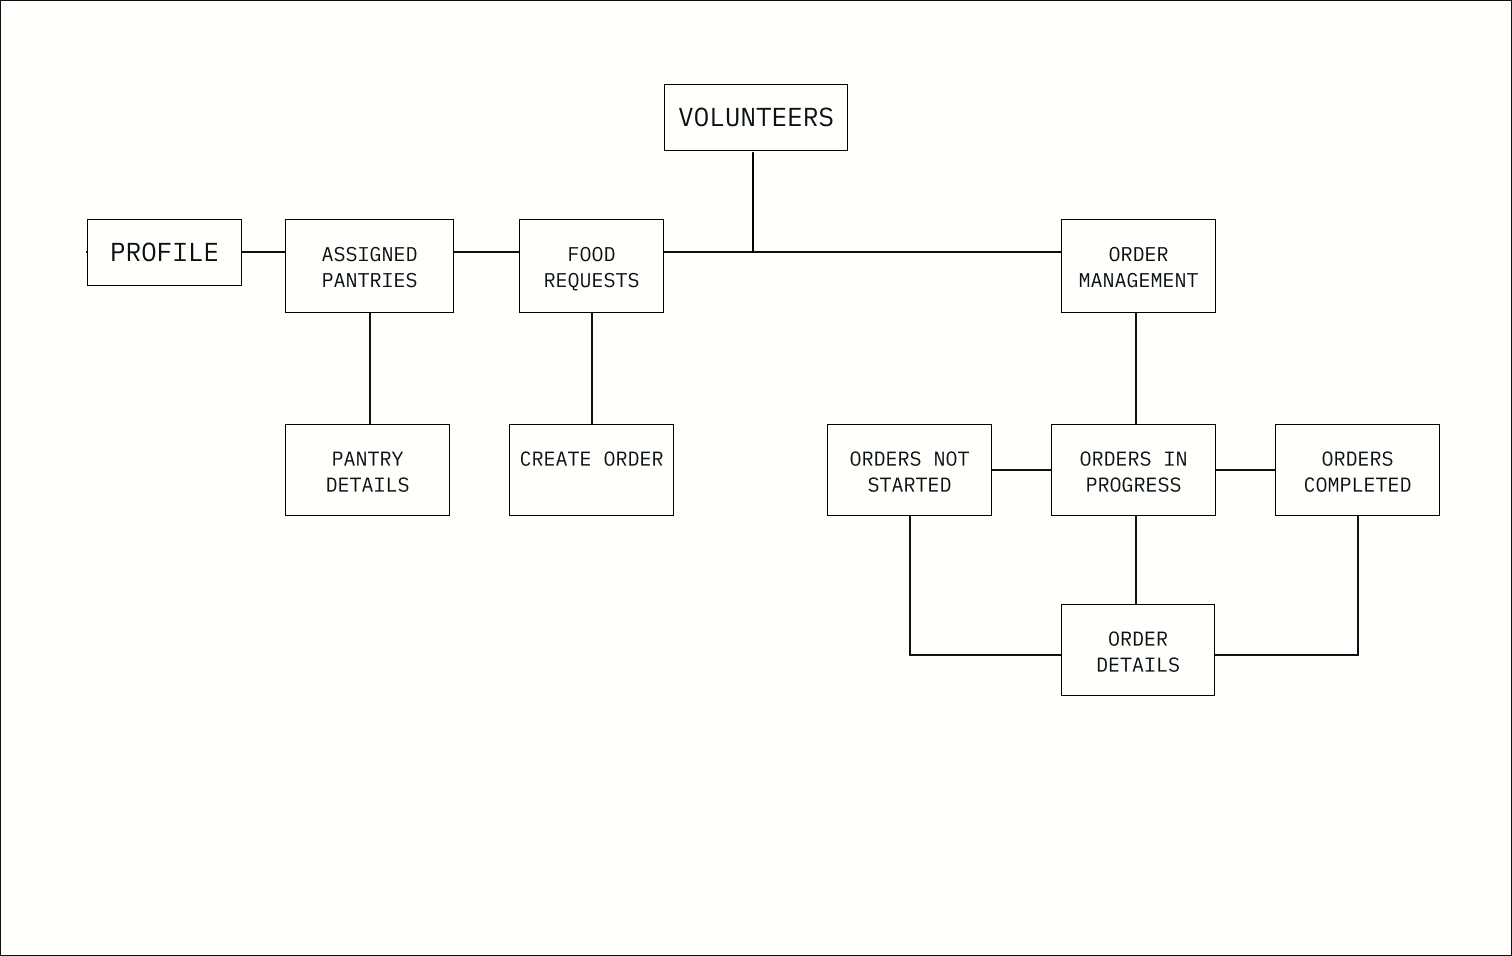 VOLUNTEERS
PROFILE
ASSIGNED
PANTRIES
FOOD
REQUESTS
ORDER
MANAGEMENT
PANTRY
DETAILS
CREATE ORDER
ORDERS NOT
STARTED
ORDERS IN
PROGRESS
ORDERS
COMPLETED
ORDER
DETAILS